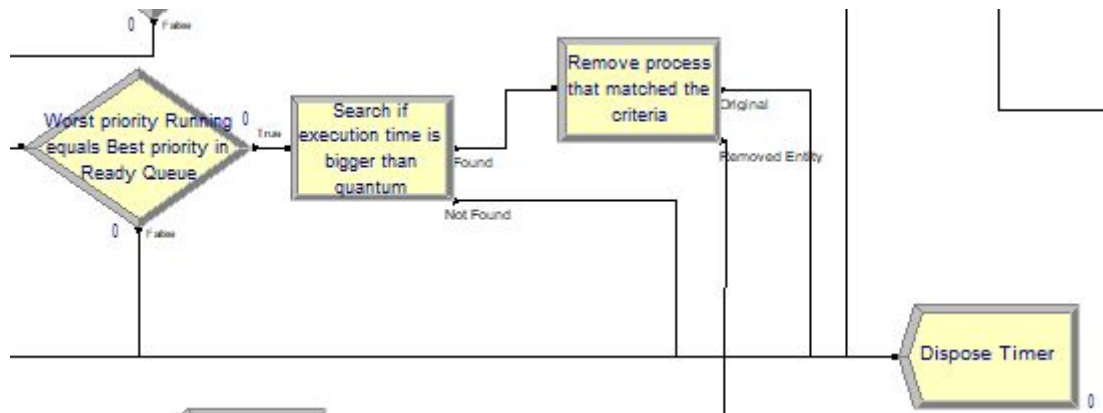 0
False
Remove process
that matched the
criteria
Original
Removed Entity
Worst priority Running
equals Best priority in
Ready Queue
0
True
0
False
Search if
execution time is
bigger than
quantum
Found
Not Found
Dispose Timer
0